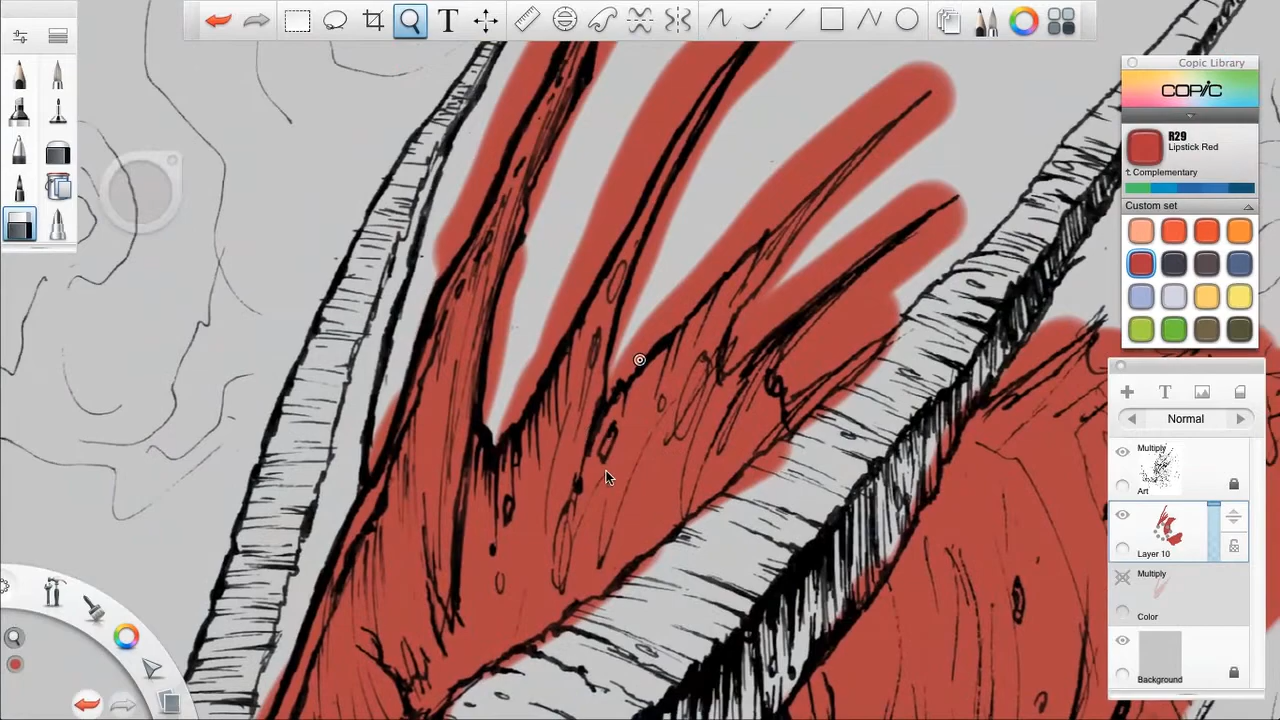 T
Copic Library
COPIC
R29
Lipstick Red
Complementary
Custom set
T
Normal
Multiply
Art
Layer 10
Multiply
Color
Background